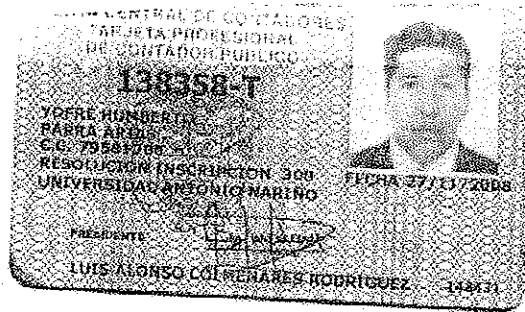 CENTRAL DE CONTADORES
TARJETA PROFESIONAL
DE CONTADOR PUBLICO
138358-T
YOFRE HUMBERTO
PARRA ARIAS
C.C.
RESOLUCION INSCRIPCION 300
UNIVERSIDAD ANTONIO NARIÑO
FECHA 27/11/2008
PRESIDENTE
LUIS ALONSO COLMENARES RODRIGUEZ